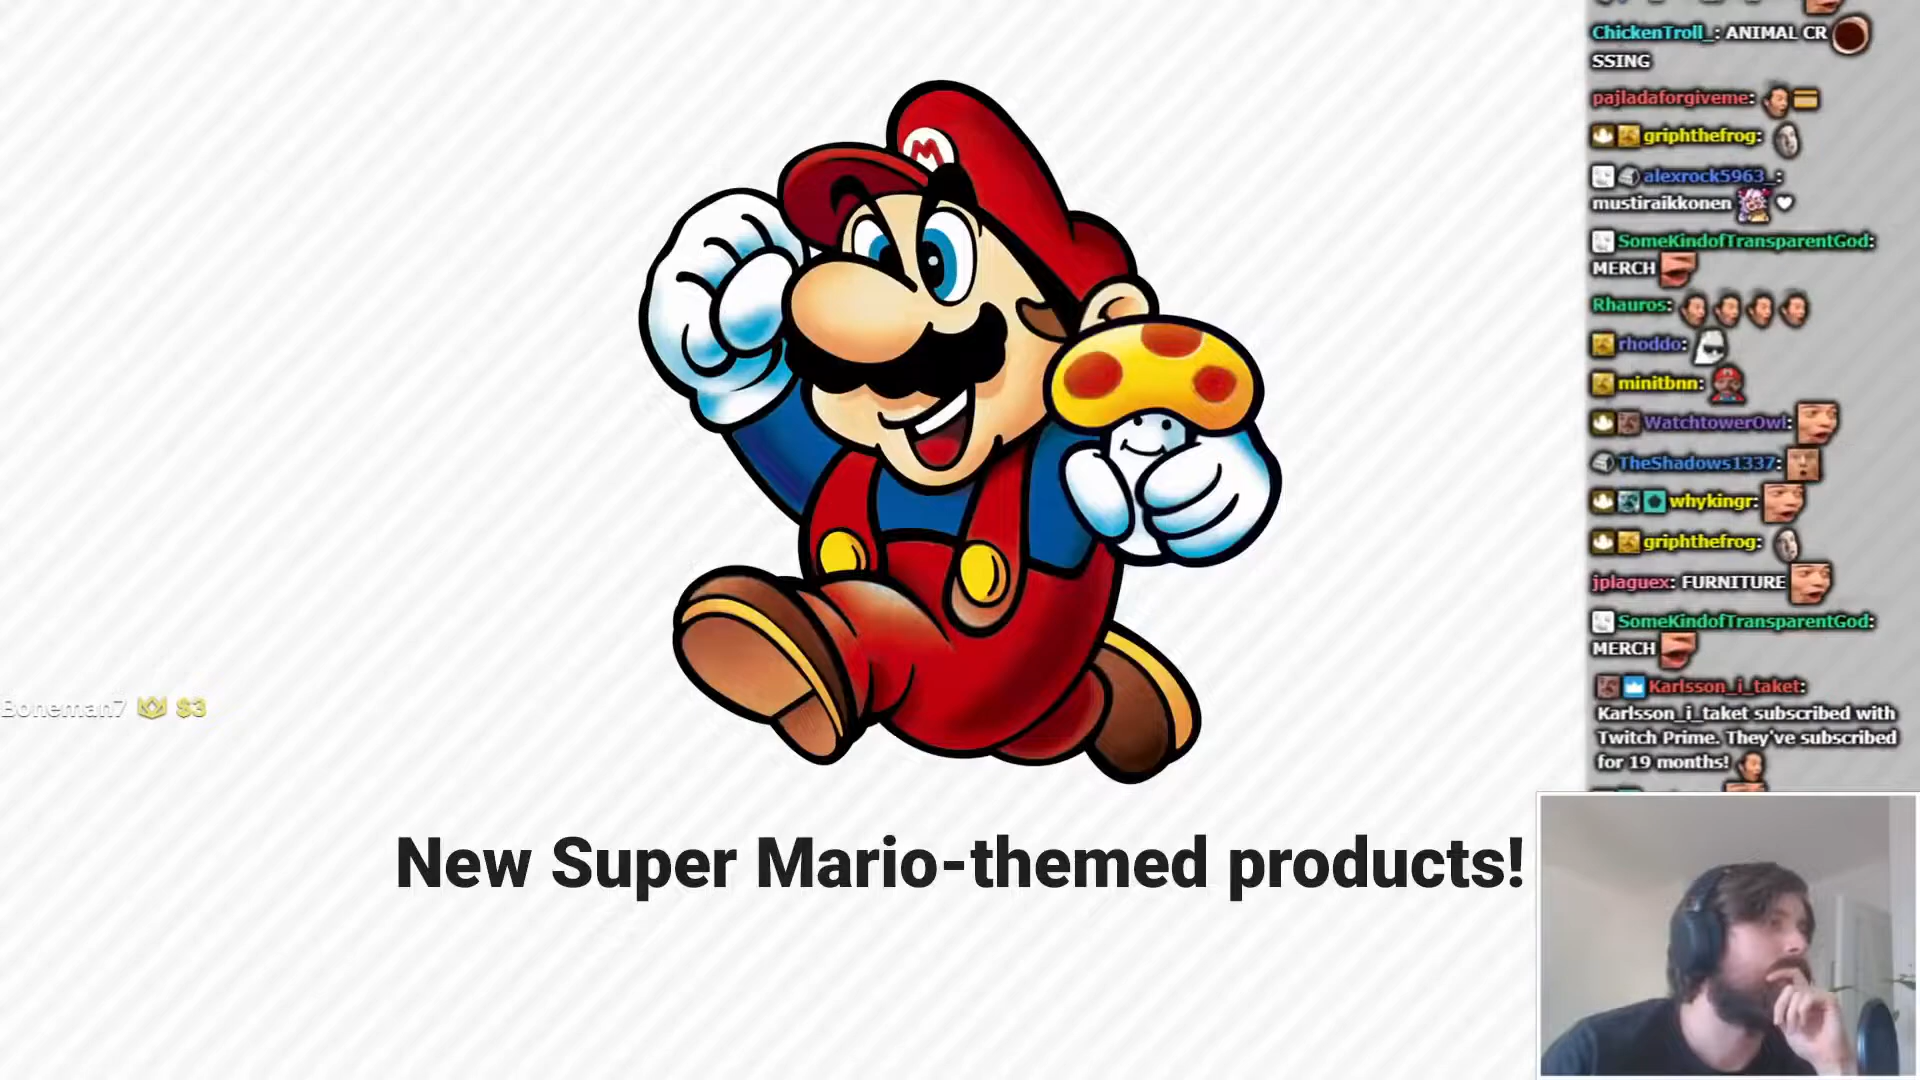 ChickenTroll_: ANIMAL CR
SSING
pajladaforgiveme:
griphthefrog:
alexrock5963_:
mustiraikkonen
SomeKindofTransparentGod:
MERCH
Rhauros:
rhoddo:
minitbnn:
WatchtowerOwl:
TheShadows1337:
whykingr:
griphthefrog:
jplaguex: FURNITURE
SomeKindofTransparentGod:
MERCH
Karlsson_i_taket:
Karlsson_i_taket subscribed with
Twitch Prime. They've subscribed
for 19 months!
M
Boneman7 $3
New Super Mario-themed products!